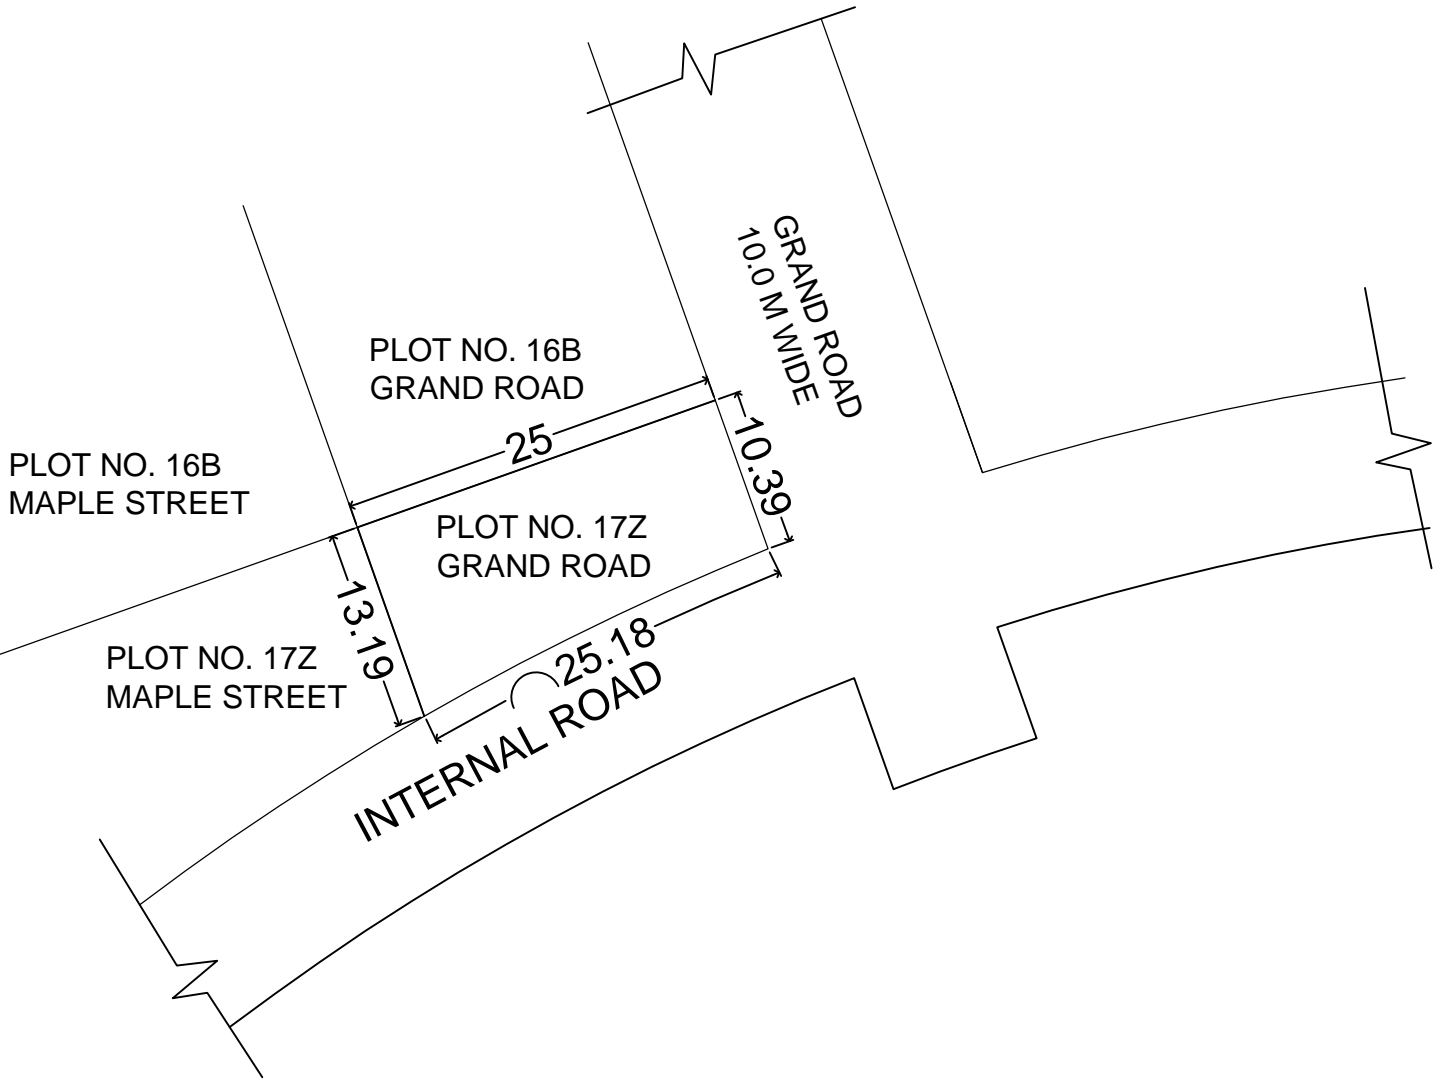 GRAND ROAD
10.0 M WIDE
PLOT NO. 16B
GRAND ROAD
25
10.39
PLOT NO. 16B
MAPLE STREET
PLOT NO. 17Z
GRAND ROAD
13.19
PLOT NO. 17Z
MAPLE STREET
25.18
INTERNAL ROAD